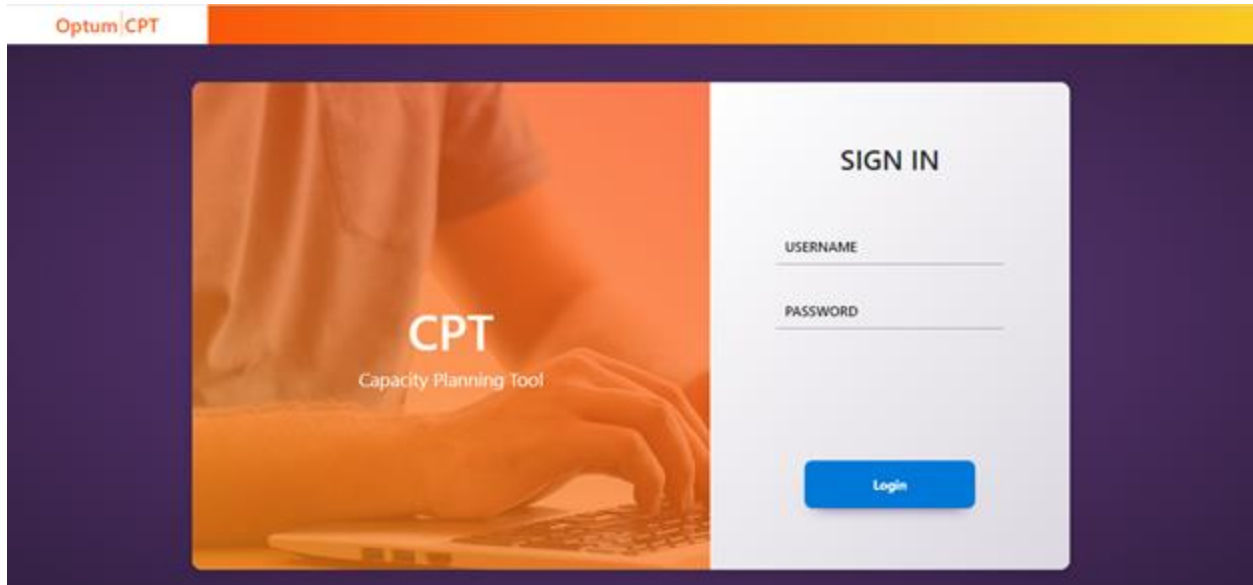 Optum CPT
SIGN IN
USERNAME
PASSWORD
CPT
Capacity Planning Tool
Login